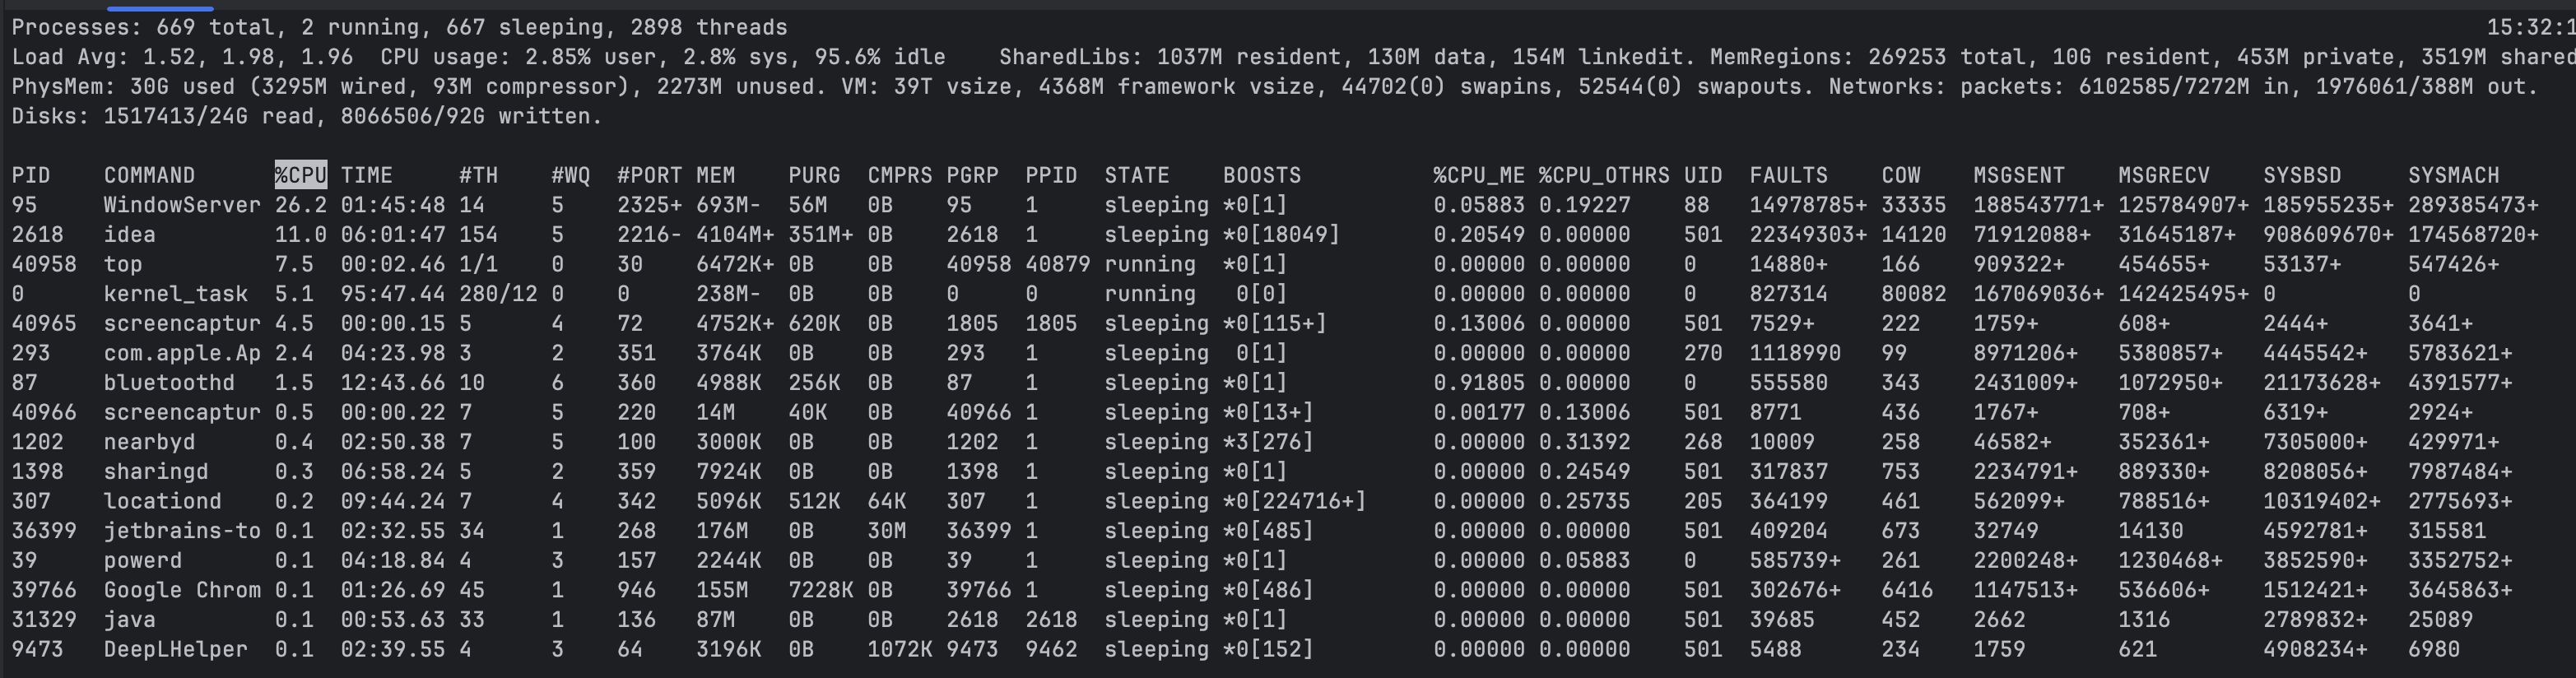 Processes: 669 total, 2 running, 667 sleeping, 2898 threads 15:32:1
Load Avg: 1.52, 1.98, 1.96  CPU usage: 2.85% user, 2.8% sys, 95.6% idle    SharedLibs: 1037M resident, 130M data, 154M linkedit. MemRegions: 269253 total, 10G resident, 453M private, 3519M shared
PhysMem: 30G used (3295M wired, 93M compressor), 2273M unused. VM: 39T vsize, 4368M framework vsize, 44702(0) swapins, 52544(0) swapouts. Networks: packets: 6102585/7272M in, 1976061/388M out.
Disks: 1517413/24G read, 8066506/92G written.
PID COMMAND %CPU TIME #TH #WQ #PORT MEM PURG CMPRS PGRP PPID STATE BOOSTS %CPU_ME %CPU_OTHRS UID FAULTS COW MSGSENT MSGRECV SYSBSD SYSMACH
95 WindowServer 26.2 01:45:48 14 5 2325+ 693M- 56M 0B 95 1 sleeping *0[1] 0.05883 0.19227 88 14978785+ 33335 188543771+ 125784907+ 185955235+ 289385473+
2618 idea 11.0 06:01:47 154 5 2216- 4104M+ 351M+ 0B 2618 1 sleeping *0[18049] 0.20549 0.00000 501 22349303+ 14120 71912088+ 31645187+ 908609670+ 174568720+
40958 top 7.5 00:02.46 1/1 0 30 6472K+ 0B 0B 40958 40879 running *0[1] 0.00000 0.00000 0 14880+ 166 909322+ 454655+ 53137+ 547426+
0 kernel_task 5.1 95:47.44 280/12 0 0 238M- 0B 0B 0 0 running 0[0] 0.00000 0.00000 0 827314 80082 167069036+ 142425495+ 0 0
40965 screencaptur 4.5 00:00.15 5 4 72 4752K+ 620K 0B 1805 1805 sleeping *0[115+] 0.13006 0.00000 501 7529+ 222 1759+ 608+ 2444+ 3641+
293 com.apple.Ap 2.4 04:23.98 3 2 351 3764K 0B 0B 293 1 sleeping 0[1] 0.00000 0.00000 270 1118990 99 8971206+ 5380857+ 4445542+ 5783621+
87 bluetoothd 1.5 12:43.66 10 6 360 4988K 256K 0B 87 1 sleeping *0[1] 0.91805 0.00000 0 555580 343 2431009+ 1072950+ 21173628+ 4391577+
40966 screencaptur 0.5 00:00.22 7 5 220 14M 40K 0B 40966 1 sleeping *0[13+] 0.00177 0.13006 501 8771 436 1767+ 708+ 6319+ 2924+
1202 nearbyd 0.4 02:50.38 7 5 100 3000K 0B 0B 1202 1 sleeping *3[276] 0.00000 0.31392 268 10009 258 46582+ 352361+ 7305000+ 429971+
1398 sharingd 0.3 06:58.24 5 2 359 7924K 0B 0B 1398 1 sleeping *0[1] 0.00000 0.24549 501 317837 753 2234791+ 889330+ 8208056+ 7987484+
307 locationd 0.2 09:44.24 7 4 342 5096K 512K 64K 307 1 sleeping *0[224716+] 0.00000 0.25735 205 364199 461 562099+ 788516+ 10319402+ 2775693+
36399 jetbrains-to 0.1 02:32.55 34 1 268 176M 0B 30M 36399 1 sleeping *0[485] 0.00000 0.00000 501 409204 673 32749 14130 4592781+ 315581
39 powerd 0.1 04:18.84 4 3 157 2244K 0B 0B 39 1 sleeping *0[1] 0.00000 0.05883 0 585739+ 261 2200248+ 1230468+ 3852590+ 3352752+
39766 Google Chrom 0.1 01:26.69 45 1 946 155M 7228K 0B 39766 1 sleeping *0[486] 0.00000 0.00000 501 302676+ 6416 1147513+ 536606+ 1512421+ 3645863+
31329 java 0.1 00:53.63 33 1 136 87M 0B 0B 2618 2618 sleeping *0[1] 0.00000 0.00000 501 39685 452 2662 1316 2789832+ 25089
9473 DeepLHelper 0.1 02:39.55 4 3 64 3196K 0B 1072K 9473 9462 sleeping *0[152] 0.00000 0.00000 501 5488 234 1759 621 4908234+ 6980